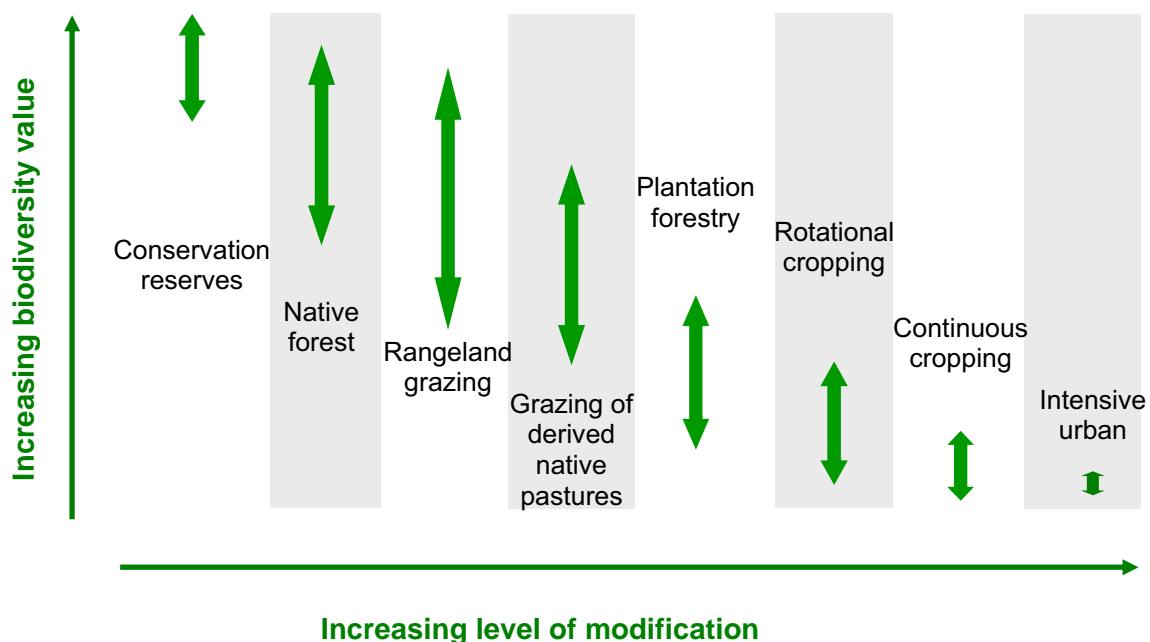 Increasing biodiversity value
Conservation
reserves
Native
forest
Rangeland
grazing
Grazing of
derived
native
pastures
Plantation
forestry
Rotational
cropping
Continuous
cropping
Intensive
urban
Increasing level of modification